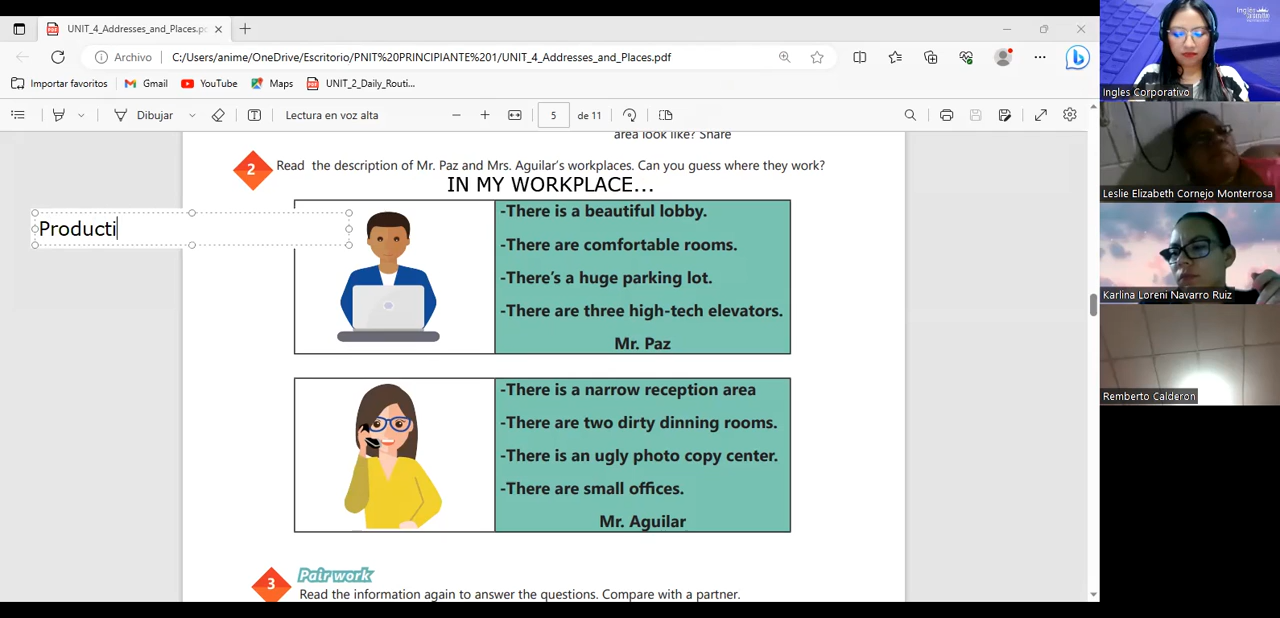 UNIT_4_Addresses_and_Places.pd
Archivo
C:/Users/anime/OneDrive/Escritorio/PNIT%20PRINCIPIANTE%201/UNIT_4_Addresses_and_Places.pdf
Importar favoritos
Gmail
YouTube
Maps
UNIT_2_Daily_Routi...
Dibujar
Lectura en voz alta
5
de 11
area look like? Share
2
Read the description of Mr. Paz and Mrs. Aguilar's workplaces. Can you guess where they work?
IN MY WORKPLACE...
Producti
-There is a beautiful lobby.
-There are comfortable rooms.
-There's a huge parking lot.
-There are three high-tech elevators.
Mr. Paz
-There is a narrow reception area
-There are two dirty dinning rooms.
-There is an ugly photo copy center.
-There are small offices.
Mr. Aguilar
3
Pair work
Read the information again to answer the questions. Compare with a partner.
Ingles Corporativo
Leslie Elizabeth Cornejo Monterrosa
Karlina Loreni Navarro Ruiz
Remberto Calderon